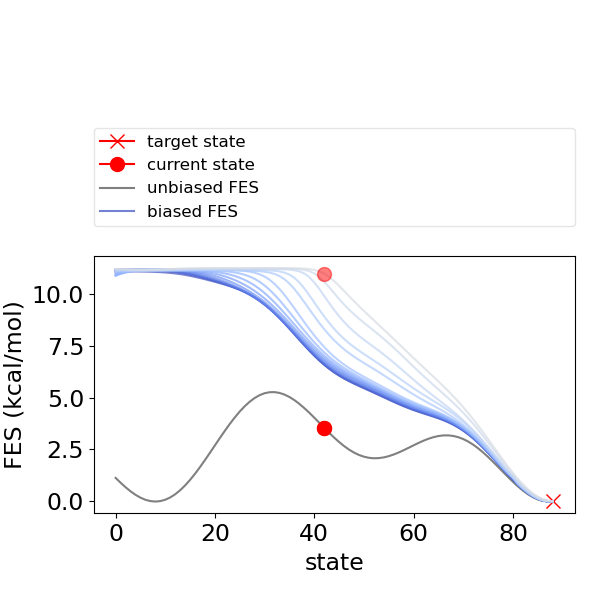 target state
current state
unbiased FES
biased FES
FES (kcal/mol)
10.0
7.5
5.0
2.5
0.0
0 20 40 60 80
state